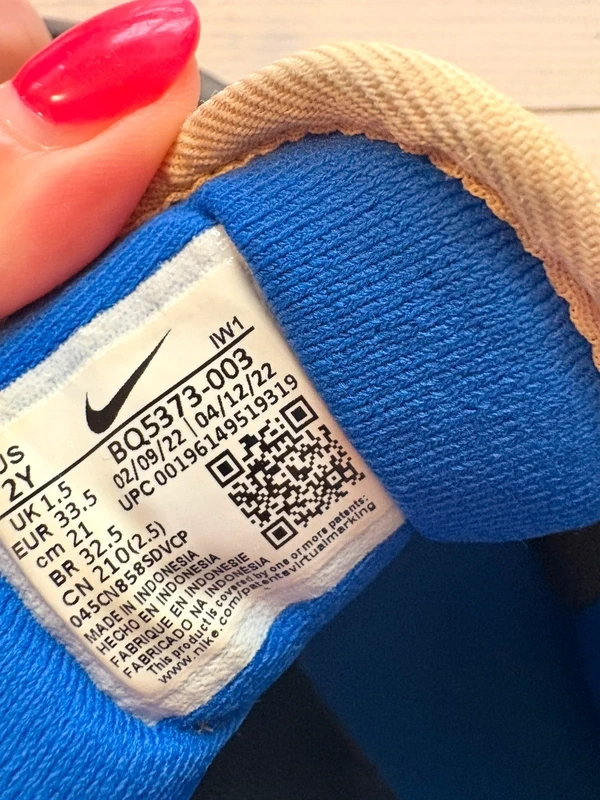 IW1
US
2Y
BQ5373-003
02/09/22 | 04/12/22
UPC 00196149519319
UK 1.5
EUR 33.5
cm 21
BR 32.5
CN 210(2.5)
045CN858SDVCP
MADE IN INDONESIA
HECHO EN INDONESIA
FABRIQUE EN INDONESIE
FABRICADO NA INDONÉSIA
This product is covered by one or more patents:
www.nike.com/patentsvirtualmarking